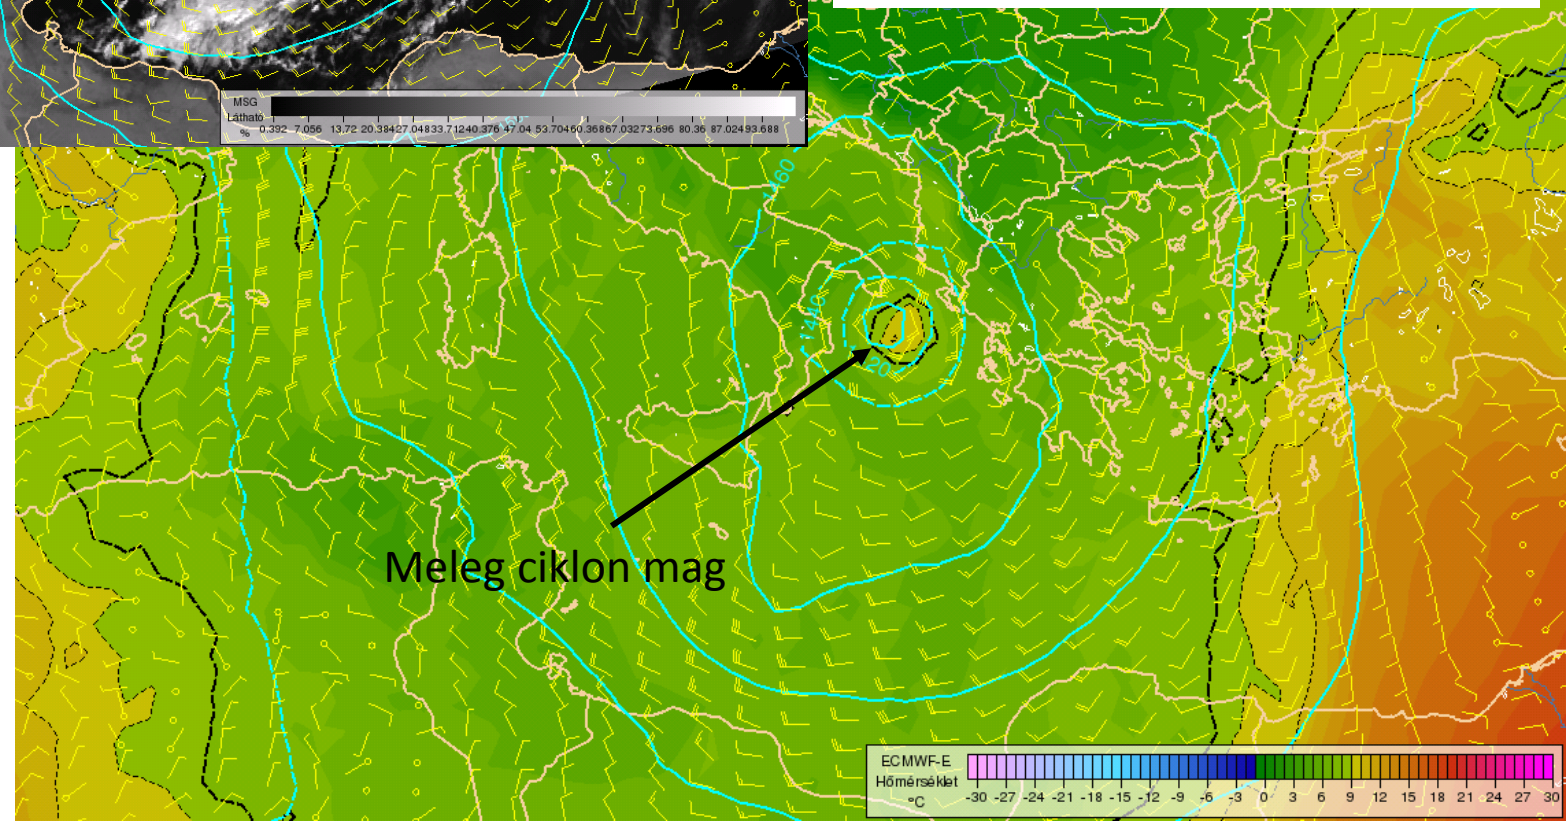 MSG
Látható
%
0.392 7.056 13.72 20.384 27.048 33.712 40.376 47.04 53.704 60.368 67.032 73.696 80.36 87.024 93.688
1460
1440
20
Meleg ciklon mag
ECMWF-E
Hőmérséklet
°C
-30 -27 -24 -21 -18 -15 -12 -9 -6 -3 0 3 6 9 12 15 18 21 24 27 30